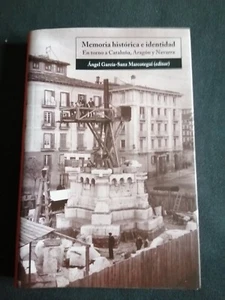 Memoria histórica e identidad
En torno a Cataluña, Aragón y Navarra
Ángel García-Sanz Marcotegui (editor)